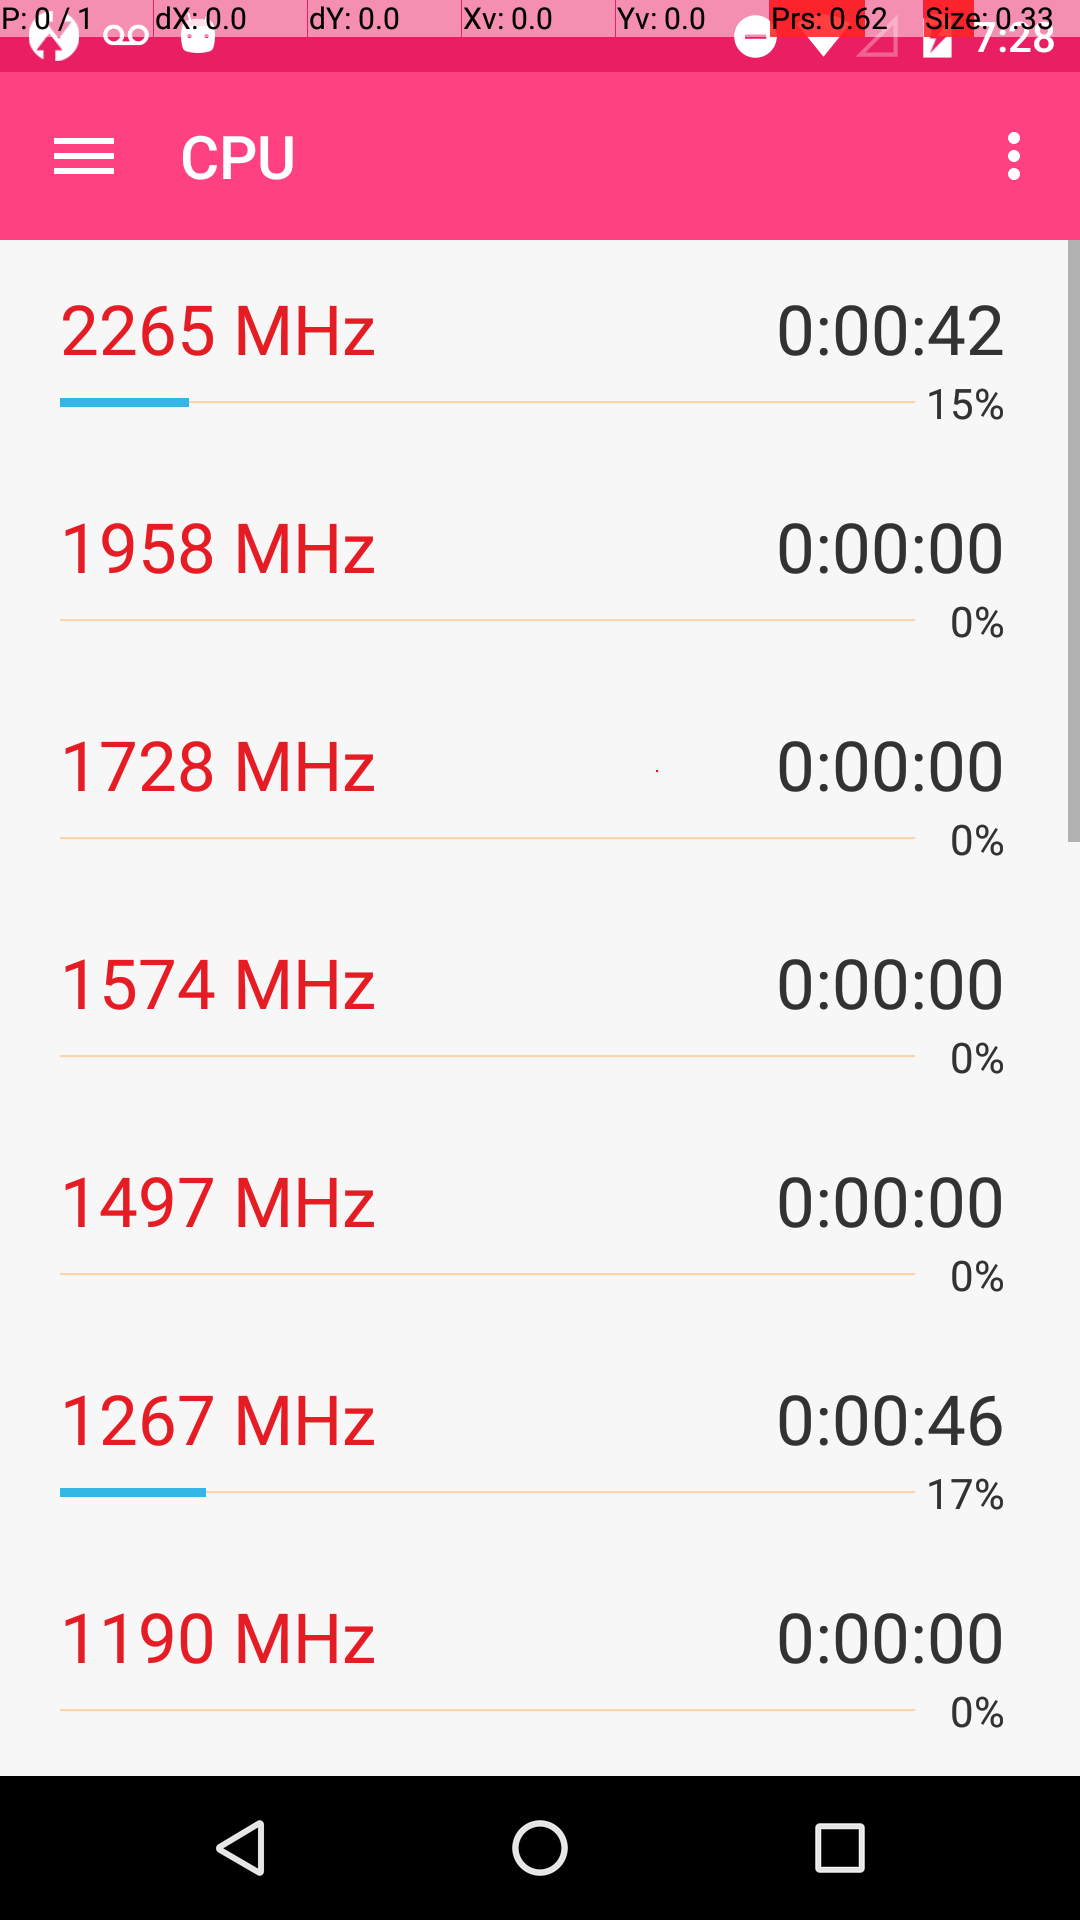 P: 0 / 1 dX: 0.0 dY: 0.0 Xv: 0.0 Yv: 0.0 Prs: 0.62 Size: 0.33
7:28
CPU
2265 MHz 0:00:42
15%
1958 MHz 0:00:00
0%
1728 MHz 0:00:00
0%
1574 MHz 0:00:00
0%
1497 MHz 0:00:00
0%
1267 MHz 0:00:46
17%
1190 MHz 0:00:00
0%